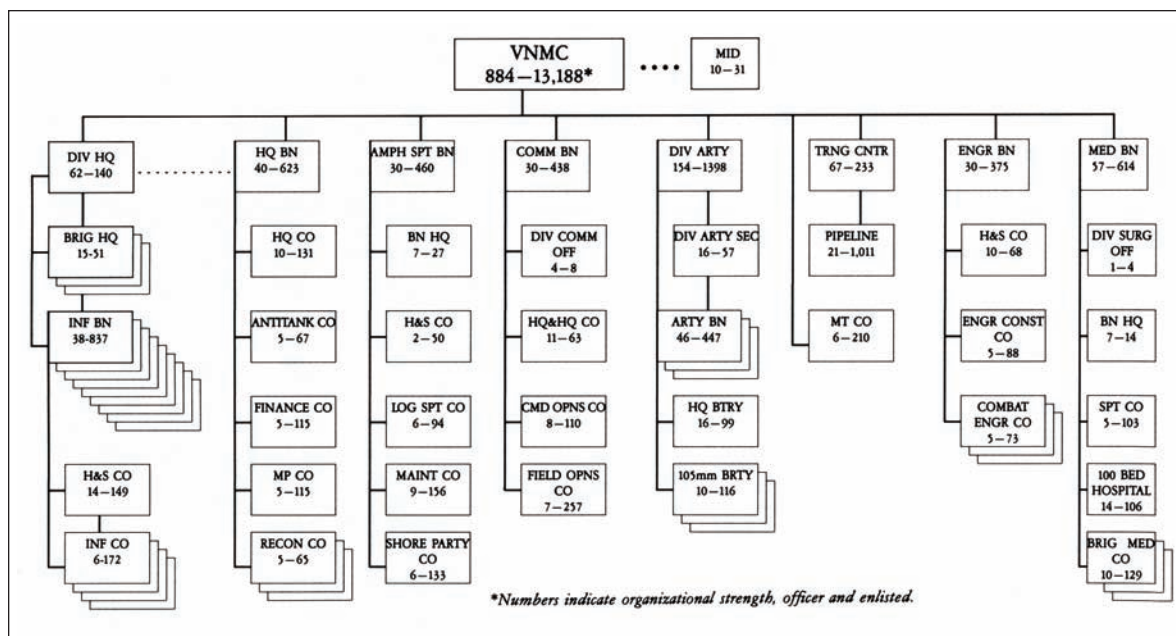 VNMC
884–13,188*
MID
10–31
DIV HQ
62–140
HQ BN
40–623
AMPH SPT BN
30–460
COMM BN
30–438
DIV ARTY
154–1398
TRNG CNTR
67–233
ENGR BN
30–375
MED BN
57–614
BRIG HQ
15-51
HQ CO
10–131
BN HQ
7–27
DIV COMM
OFF
4–8
DIV ARTY SEC
16–57
PIPELINE
21–1,011
H&S CO
10–68
DIV SURG
OFF
1–4
INF BN
38-837
ANTITANK CO
5–67
H&S CO
2–50
HQ&HQ CO
11–63
ARTY BN
46–447
MT CO
6–210
ENGR CONST
CO
5–88
BN HQ
7–14
FINANCE CO
5–115
LOG SPT CO
6–94
CMD OPNS CO
8–110
HQ BTRY
16–99
COMBAT
ENGR CO
5–73
SPT CO
5–103
H&S CO
14–149
MP CO
5–115
MAINT CO
9–156
FIELD OPNS
CO
7–257
105mm BRTY
10–116
100 BED
HOSPITAL
14–106
INF CO
6-172
RECON CO
5–65
SHORE PARTY
CO
6–133
BRIG MED
CO
10–129
*Numbers indicate organizational strength, officer and enlisted.